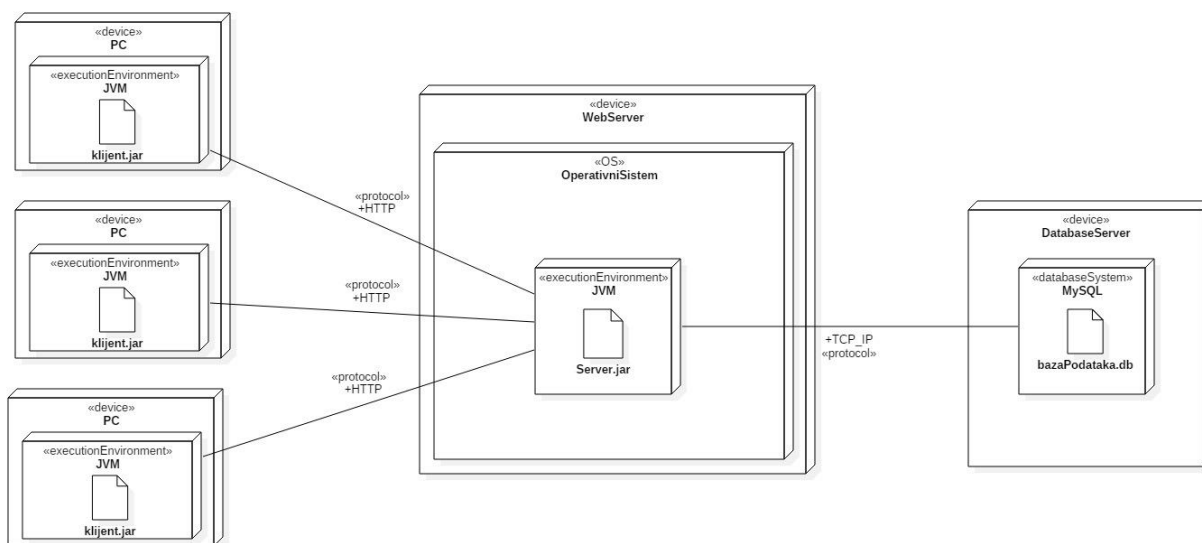 «device»
PC
«executionEnvironment»
JVM
klijent.jar
«device»
PC
«executionEnvironment»
JVM
klijent.jar
«device»
PC
«executionEnvironment»
JVM
klijent.jar
«protocol»
+HTTP
«protocol»
+HTTP
«protocol»
+HTTP
«device»
WebServer
«OS»
OperativniSistem
«executionEnvironment»
JVM
Server.jar
+TCP_IP
«protocol»
«device»
DatabaseServer
«databaseSystem»
MySQL
bazaPodataka.db